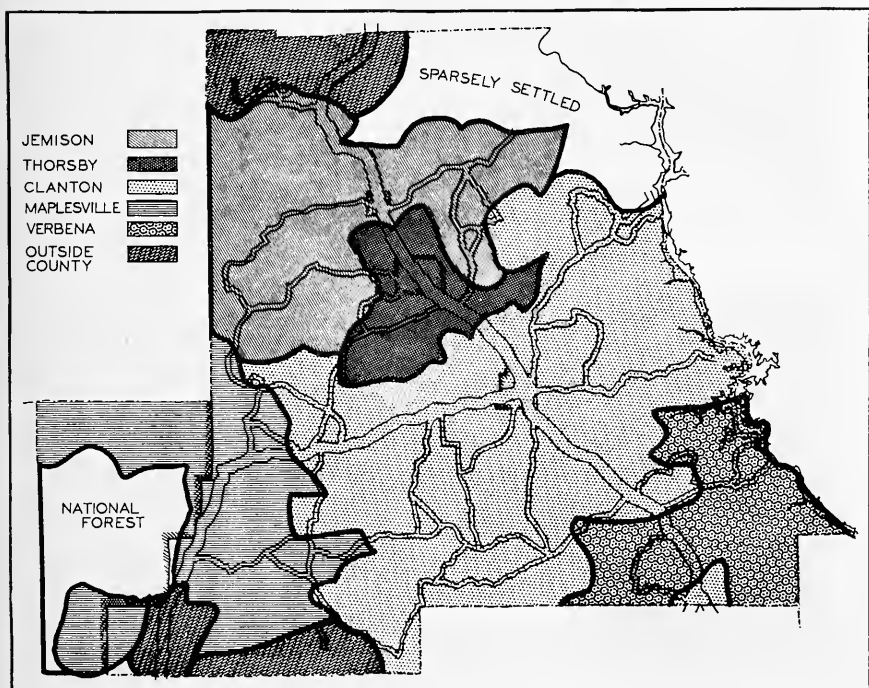 SPARSELY SETTLED
JEMISON
THORSBY
CLANTON
MAPLESVILLE
VERBENA
OUTSIDE
COUNTY
NATIONAL
FOREST